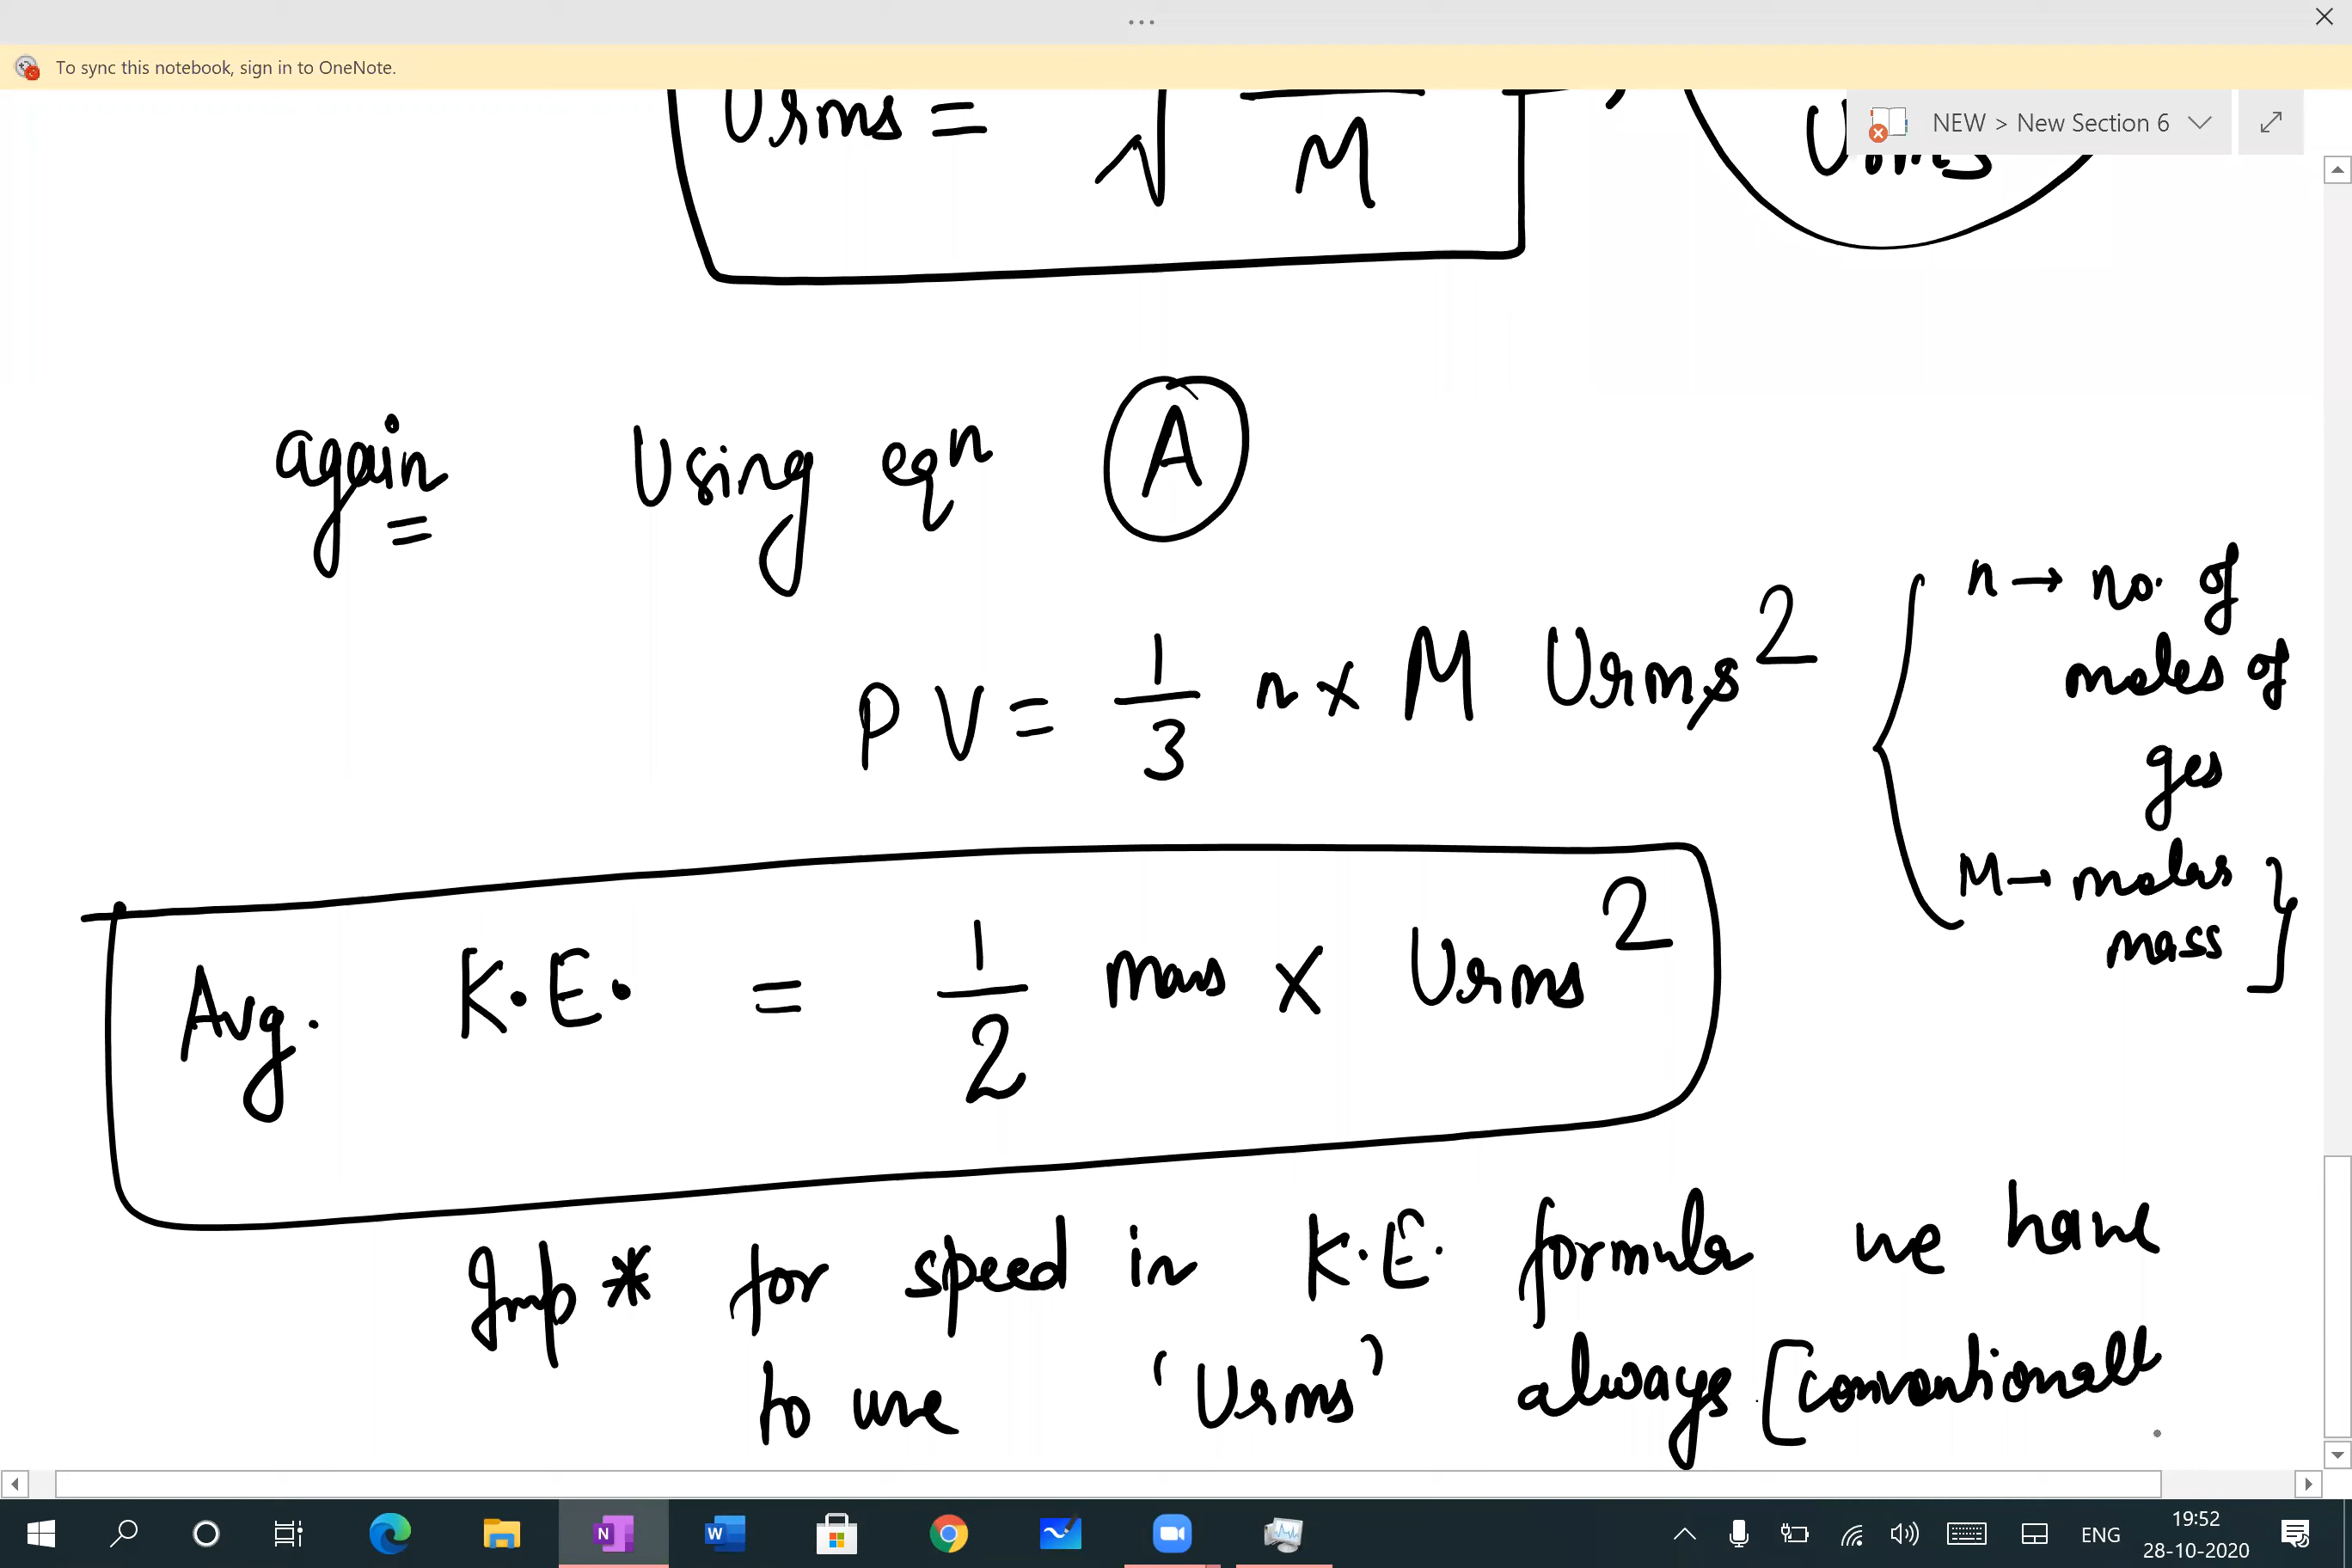 ...
To sync this notebook, sign in to OneNote.
NEW > New Section 6
Urms = √ M
Urms
again Using eqn A
PV = 1/3 n x M Urms²
n → no. of
moles of
gas
M → molar
mass
Avg. K.E. = 1/2 mass x Urms²
Imp * for speed in K.E. formula we have
to use 'Urms' always [conventionall
ENG
19:52
28-10-2020